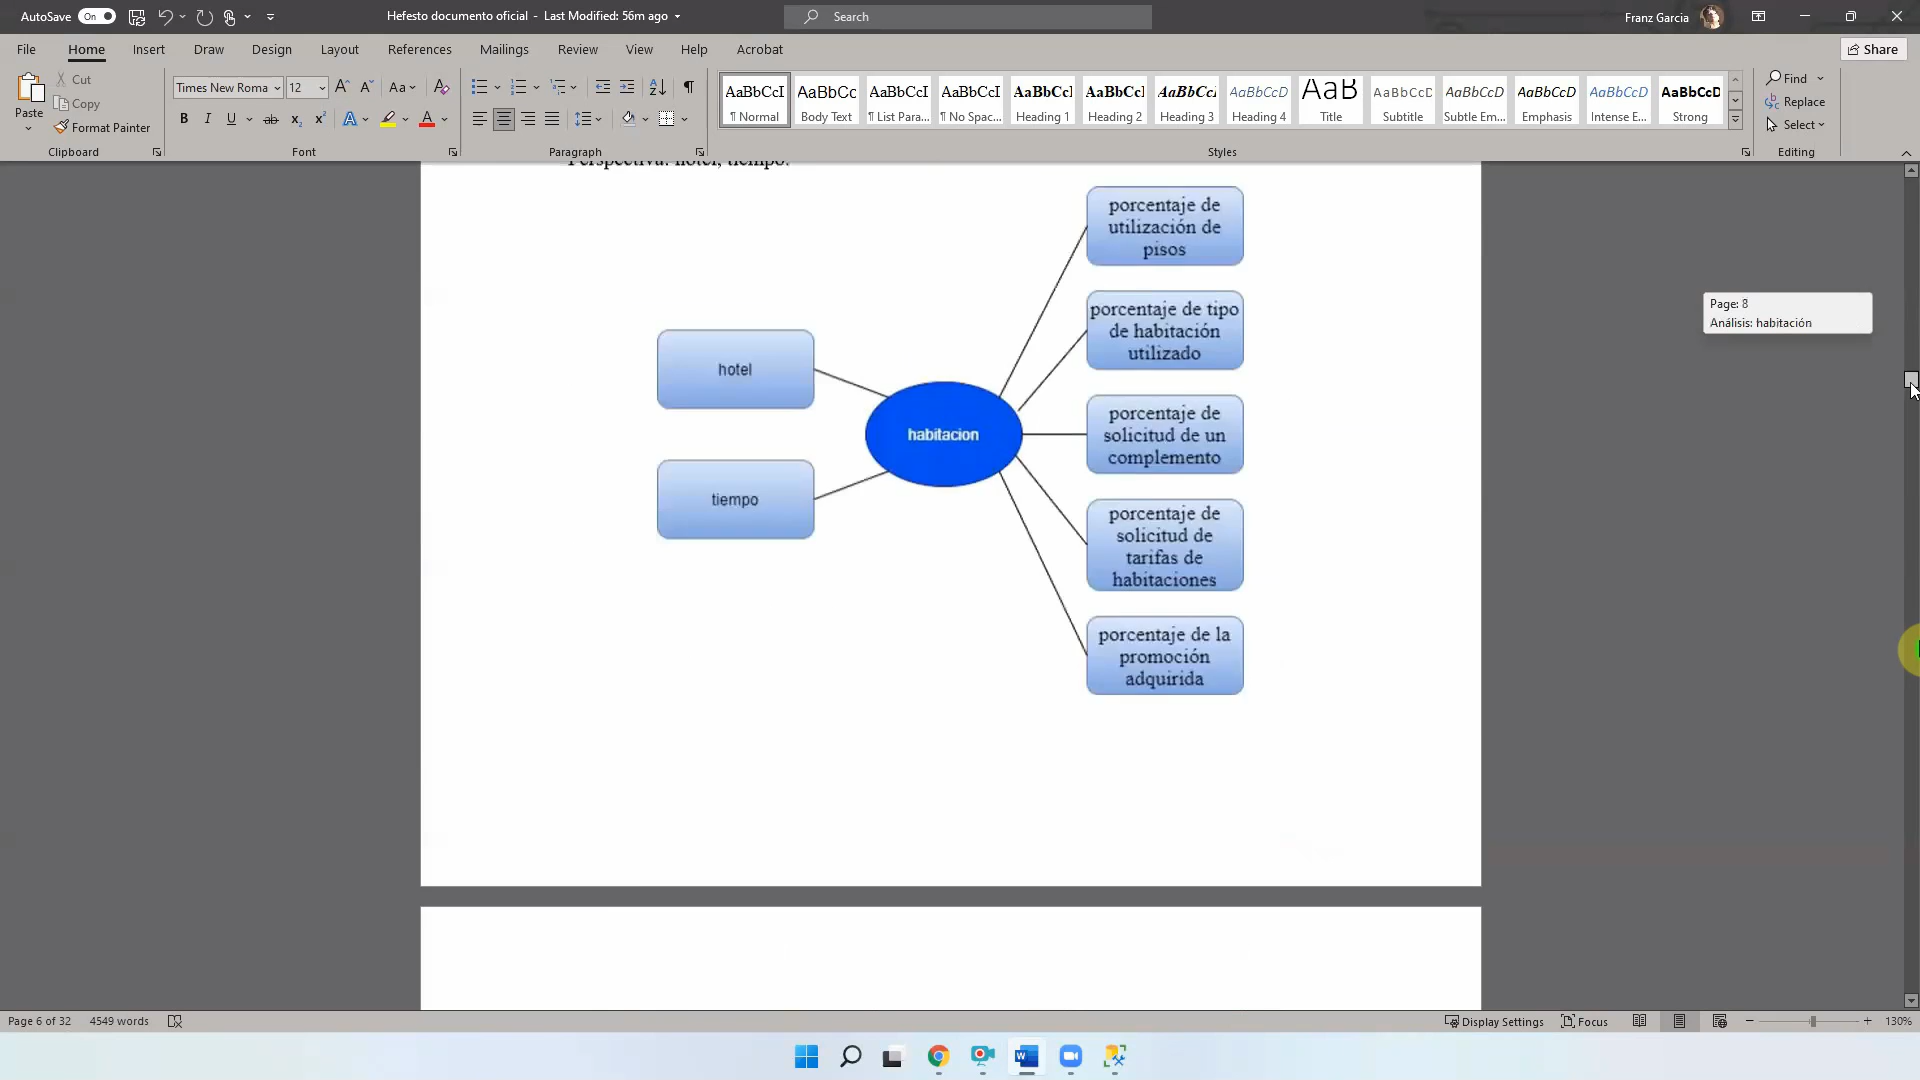 AutoSave On Hefesto documento oficial - Last Modified: 56m ago Search Franz Garcia
File Home Insert Draw Design Layout References Mailings Review View Help Acrobat Share
Paste
Cut
Copy
Format Painter
Clipboard
Times New Roma 12
Font
Paragraph
AaBbCcI AaBbCc AaBbCcI AaBbCcI AaBbCcI AaBbCcI AaBbCcI AaBbCcD AaB AaBbCcD AaBbCcD AaBbCcD AaBbCcD AaBbCcD
¶ Normal Body Text ¶ List Para... ¶ No Spac... Heading 1 Heading 2 Heading 3 Heading 4 Title Subtitle Subtle Em... Emphasis Intense E... Strong
Styles
Find
Replace
Select
Editing
Perspectiva: hotel, tiempo.
hotel
tiempo
habitacion
porcentaje de
utilización de
pisos
porcentaje de tipo
de habitación
utilizado
porcentaje de
solicitud de un
complemento
porcentaje de
solicitud de
tarifas de
habitaciones
porcentaje de la
promoción
adquirida
Page: 8
Análisis: habitación
Page 6 of 32 4549 words Display Settings Focus 130%